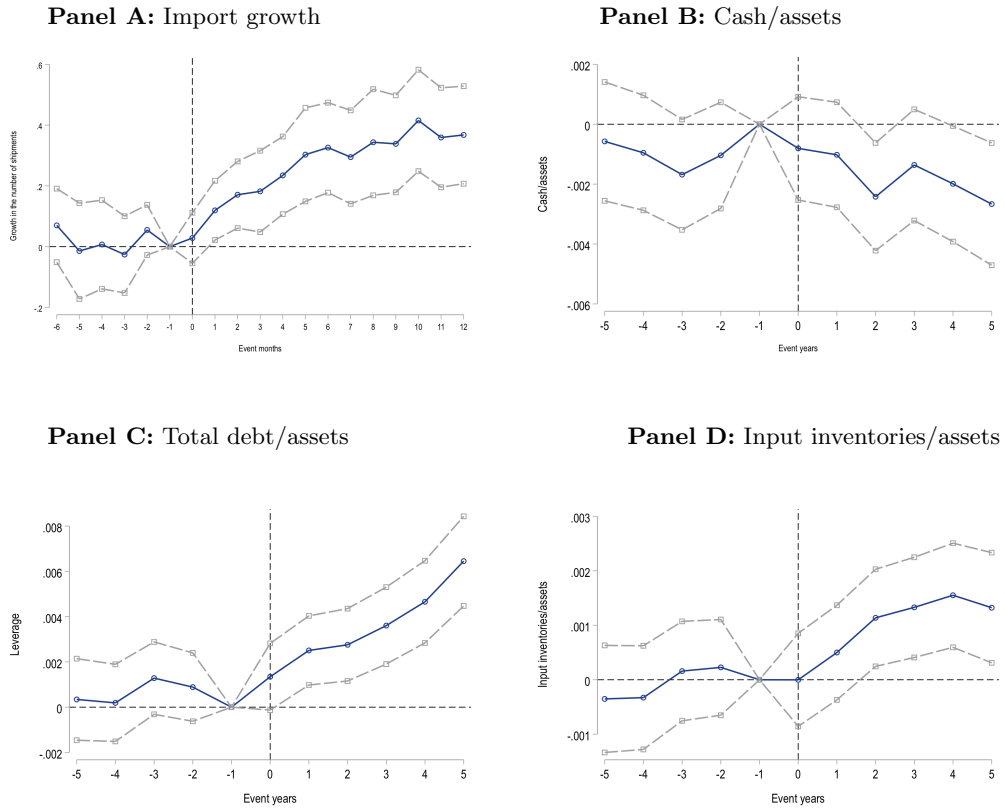 Panel A: Import growth
.6
.4
.2
0
-.2
Growth in the number of shipments
-6 -5 -4 -3 -2 -1 0 1 2 3 4 5 6 7 8 9 10 11 12
Event months
Panel B: Cash/assets
.002
0
-.002
-.004
-.006
Cash/assets
-5 -4 -3 -2 -1 0 1 2 3 4 5
Event years
Panel C: Total debt/assets
.008
.006
.004
.002
0
-.002
Leverage
-5 -4 -3 -2 -1 0 1 2 3 4 5
Event years
Panel D: Input inventories/assets
.003
.002
.001
0
-.001
Input inventories/assets
-5 -4 -3 -2 -1 0 1 2 3 4 5
Event years